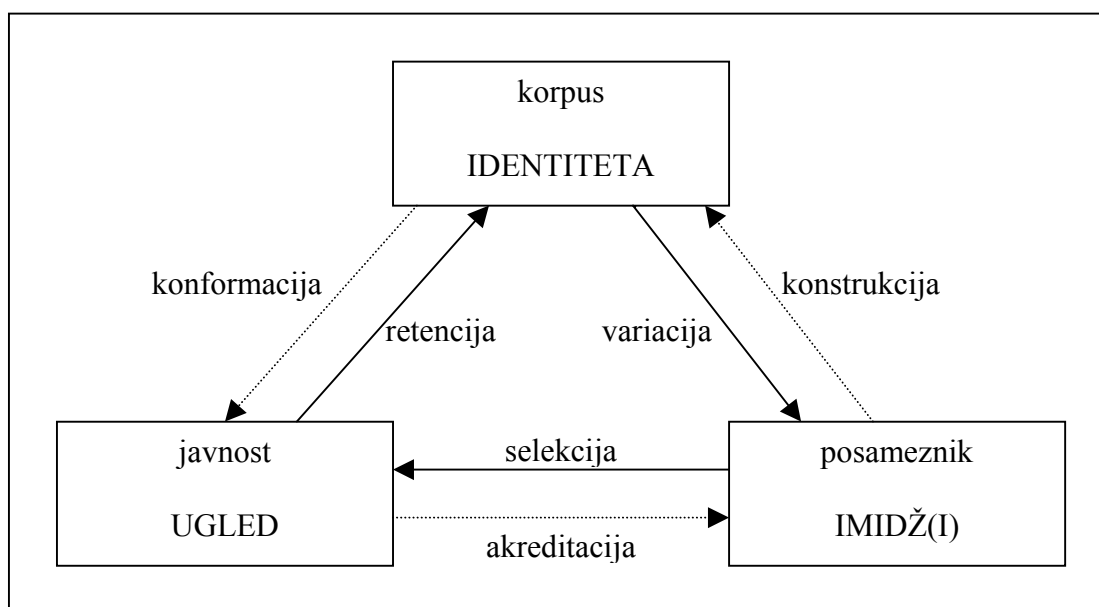 korpus
IDENTITETA
konformacija
konstrukcija
retencija
variacija
javnost
UGLED
selekcija
akreditacija
posameznik
IMIDŽ(I)